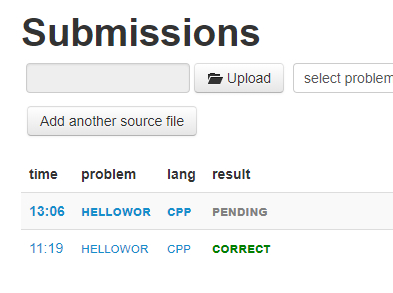 Submissions
Upload select problem
Add another source file
time problem lang result
13:06 HELLOWOR CPP PENDING
11:19 HELLOWOR CPP CORRECT